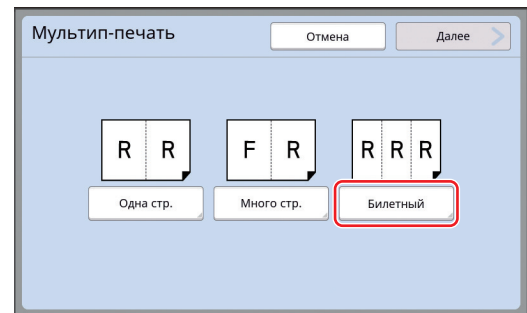 Мультип-печать
Отмена
Далее
R R
F R
R R R
Одна стр.
Много стр.
Билетный